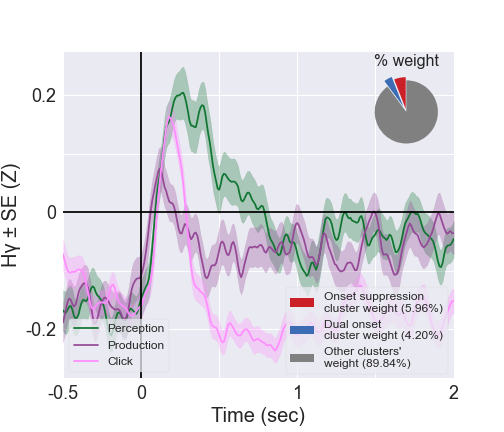 % weight
0.2
0
-0.2
Hγ ± SE (Z)
Perception
Production
Click
Onset suppression
cluster weight (5.96%)
Dual onset
cluster weight (4.20%)
Other clusters'
weight (89.84%)
-0.5
0
1
2
Time (sec)